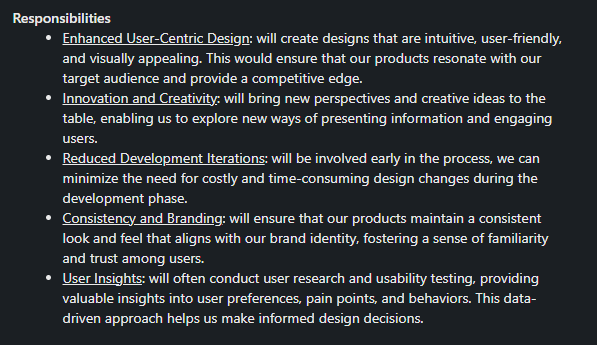 Responsibilities
• Enhanced User-Centric Design: will create designs that are intuitive, user-friendly,
and visually appealing. This would ensure that our products resonate with our
target audience and provide a competitive edge.
• Innovation and Creativity: will bring new perspectives and creative ideas to the
table, enabling us to explore new ways of presenting information and engaging
users.
• Reduced Development Iterations: will be involved early in the process, we can
minimize the need for costly and time-consuming design changes during the
development phase.
• Consistency and Branding: will ensure that our products maintain a consistent
look and feel that aligns with our brand identity, fostering a sense of familiarity
and trust among users.
• User Insights: will often conduct user research and usability testing, providing
valuable insights into user preferences, pain points, and behaviors. This data-
driven approach helps us make informed design decisions.